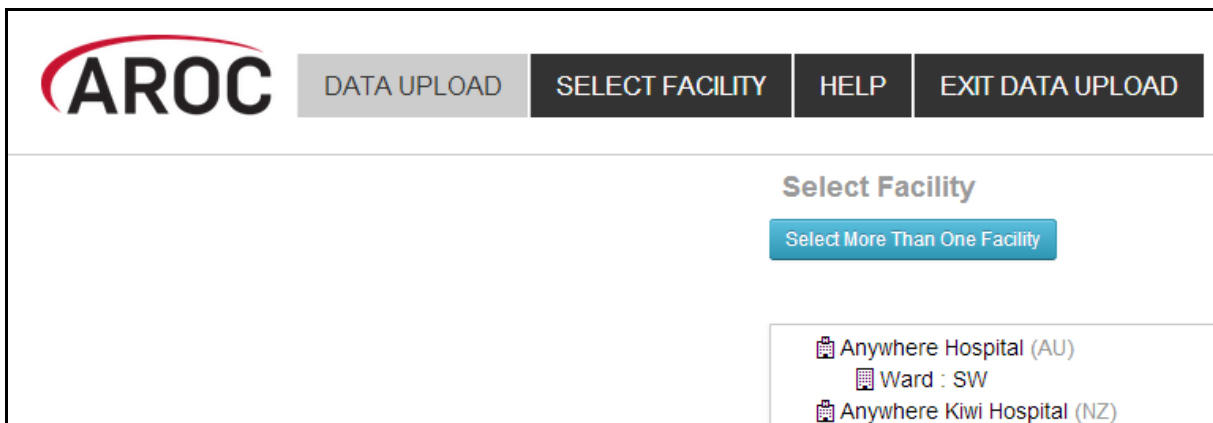 AROC DATA UPLOAD SELECT FACILITY HELP EXIT DATA UPLOAD
Select Facility
Select More Than One Facility
Anywhere Hospital (AU)
Ward : SW
Anywhere Kiwi Hospital (NZ)